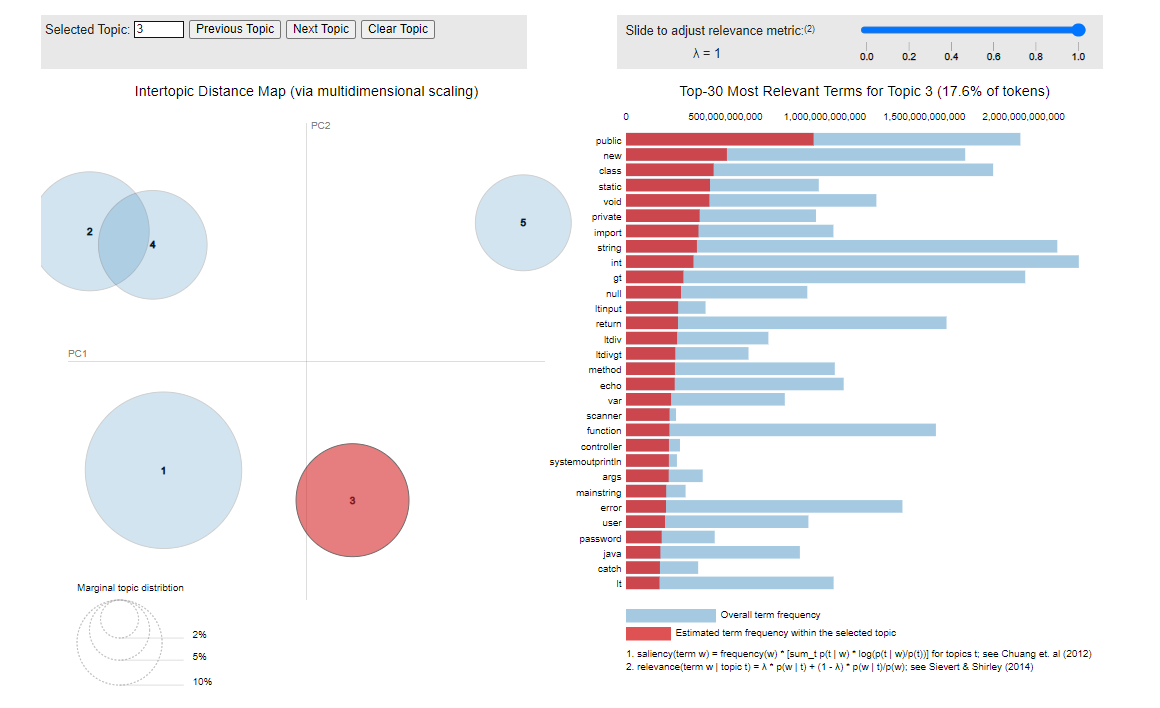 Selected Topic: 3 Previous Topic Next Topic Clear Topic
Slide to adjust relevance metric:(2)
λ = 1
0.0 0.2 0.4 0.6 0.8 1.0
Intertopic Distance Map (via multidimensional scaling)
PC2
2
4
5
PC1
1
3
Marginal topic distribtion
2%
5%
10%
Top-30 Most Relevant Terms for Topic 3 (17.6% of tokens)
0 500,000,000,000 1,000,000,000,000 1,500,000,000,000 2,000,000,000,000
public
new
class
static
void
private
import
string
int
gt
null
ltinput
return
ltdiv
ltdivgt
method
echo
var
scanner
function
controller
systemoutprintln
args
mainstring
error
user
password
java
catch
lt
Overall term frequency
Estimated term frequency within the selected topic
1. saliency(term w) = frequency(w) * [sum_t p(t | w) * log(p(t | w)/p(t))] for topics t; see Chuang et. al (2012)
2. relevance(term w | topic t) = λ * p(w | t) + (1 - λ) * p(w | t)/p(w); see Sievert & Shirley (2014)